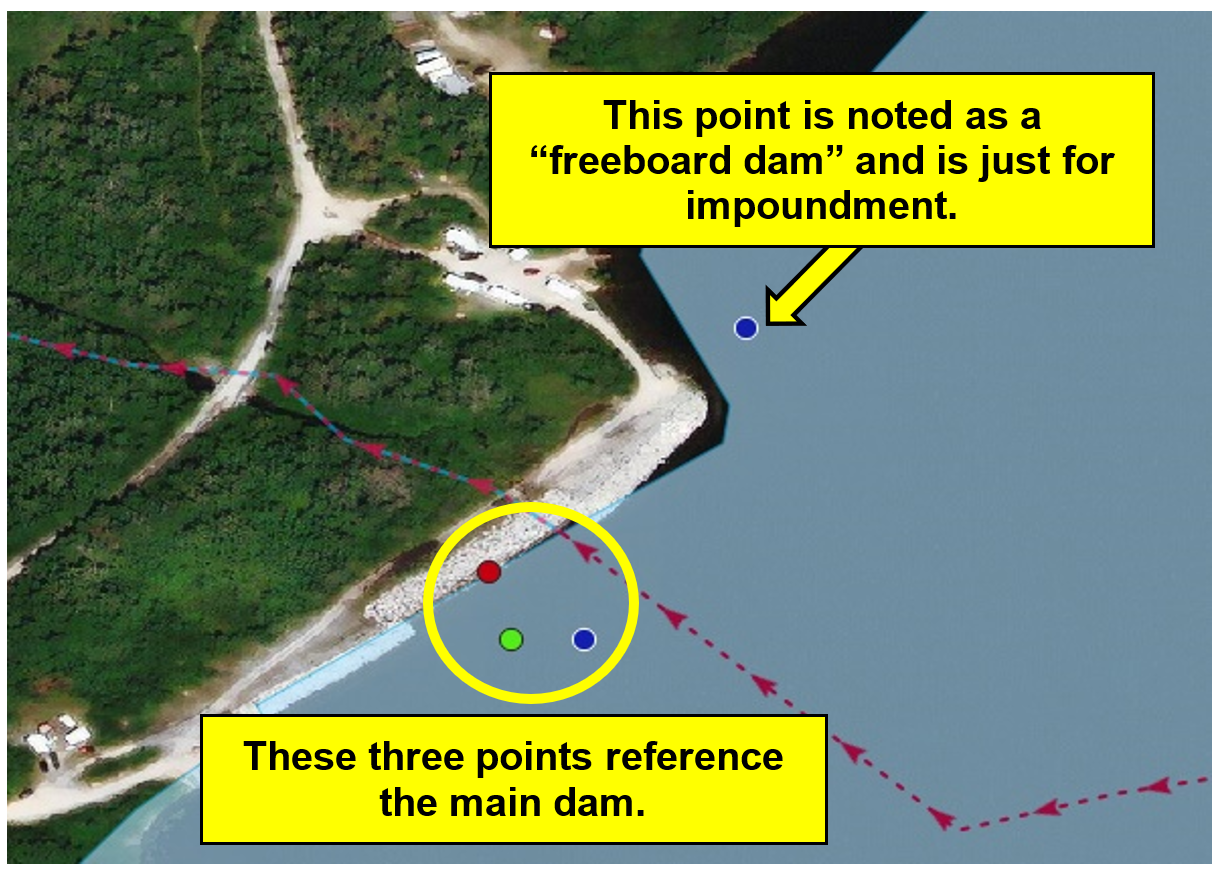 This point is noted as a
“freeboard dam” and is just for
impoundment.
These three points reference
the main dam.